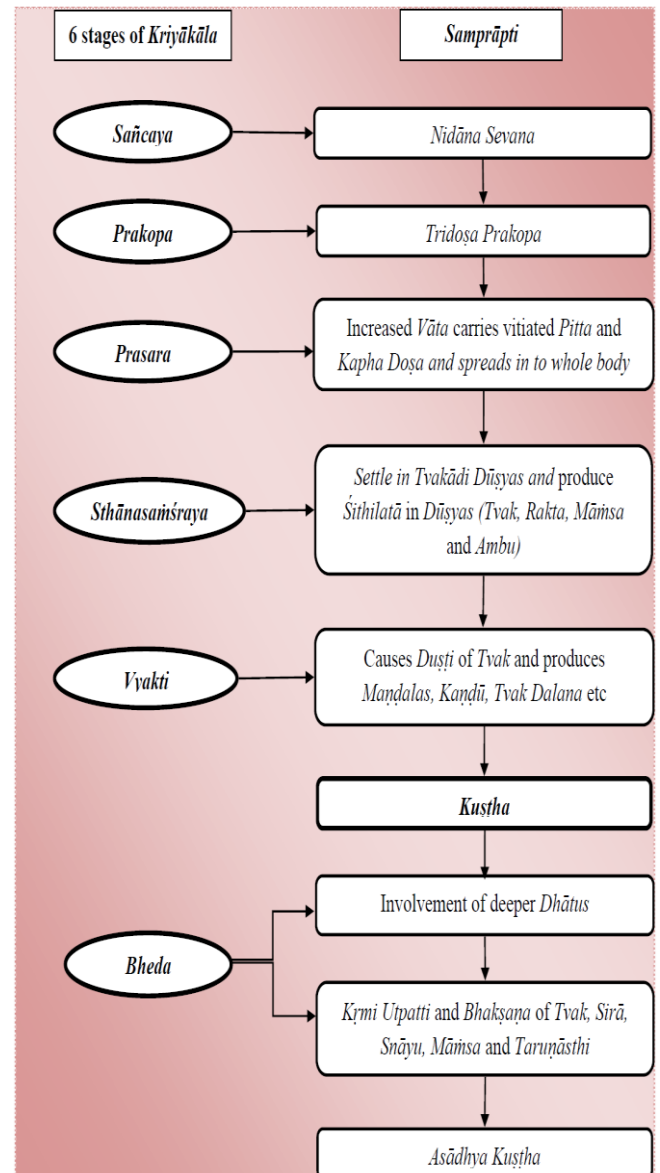 6 stages of Kriyākāla
Samprāpti
Sañcaya
Nidāna Sevana
Prakopa
Tridoṣa Prakopa
Prasara
Increased Vāta carries vitiated Pitta and
Kapha Doṣa and spreads in to whole body
Sthānasaṁśraya
Settle in Tvakādi Dūṣyas and produce
Śithilatā in Dūṣyas (Tvak, Rakta, Māṁsa
and Ambu)
Vyakti
Causes Duṣṭi of Tvak and produces
Maṇḍalas, Kaṇḍū, Tvak Dalana etc
Kuṣṭha
Bheda
Involvement of deeper Dhātus
Kṛmi Utpatti and Bhakṣaṇa of Tvak, Sirā,
Snāyu, Māṁsa and Taruṇāsthi
Asādhya Kuṣṭha